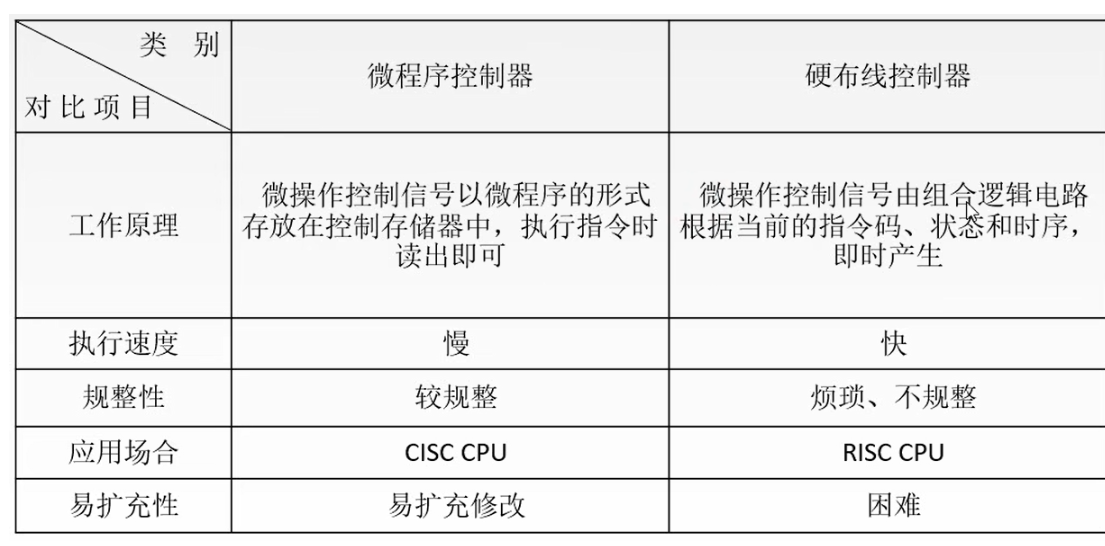 类 别
对比项目
微程序控制器
硬布线控制器
工作原理
微操作控制信号以微程序的形式
存放在控制存储器中，执行指令时
读出即可
微操作控制信号由组合逻辑电路
根据当前的指令码、状态和时序，
即时产生
执行速度
慢
快
规整性
较规整
烦琐、不规整
应用场合
CISC CPU
RISC CPU
易扩充性
易扩充修改
困难